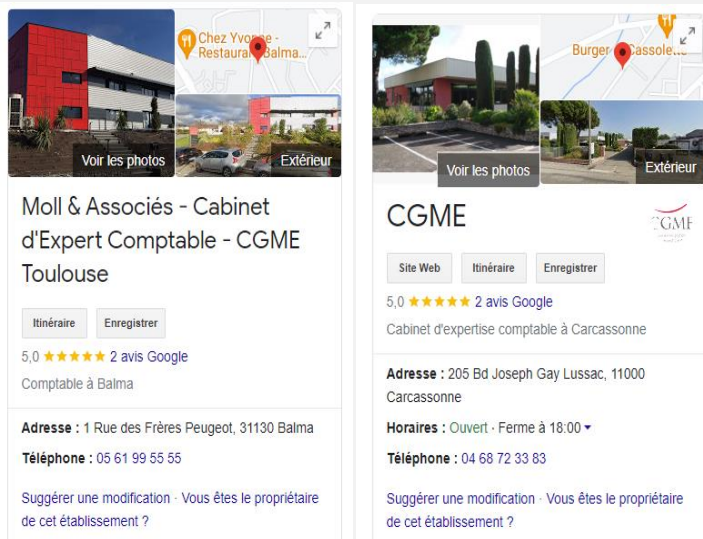 Chez Yvonne -
Restaurant Balma...
Voir les photos
Extérieur
Moll & Associés - Cabinet
d'Expert Comptable - CGME
Toulouse
Itinéraire
Enregistrer
5,0 ★★★★★ 2 avis Google
Comptable à Balma
Adresse : 1 Rue des Frères Peugeot, 31130 Balma
Téléphone : 05 61 99 55 55
Suggérer une modification · Vous êtes le propriétaire
de cet établissement ?
Burger
Voir les photos
Extérieur
CGME
CGME
Site Web
Itinéraire
Enregistrer
5,0 ★★★★★ 2 avis Google
Cabinet d'expertise comptable à Carcassonne
Adresse : 205 Bd Joseph Gay Lussac, 11000
Carcassonne
Horaires : Ouvert · Ferme à 18:00
Téléphone : 04 68 72 33 83
Suggérer une modification · Vous êtes le propriétaire
de cet établissement ?